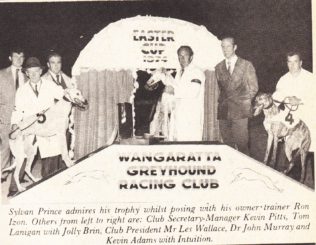 EASTER
CUP
1974
WANGARATTA
GREYHOUND
RACING CLUB
4
Sylvan Prince admires his trophy whilst posing with his owner trainer Ron
Izon. Others from left to right are: Club Secretary-Manager Kevin Pitts, Tom
Lanigan with Jolly Brin, Club President Mr Les Wallace, Dr John Murray and
Kevin Adams with Intuition.